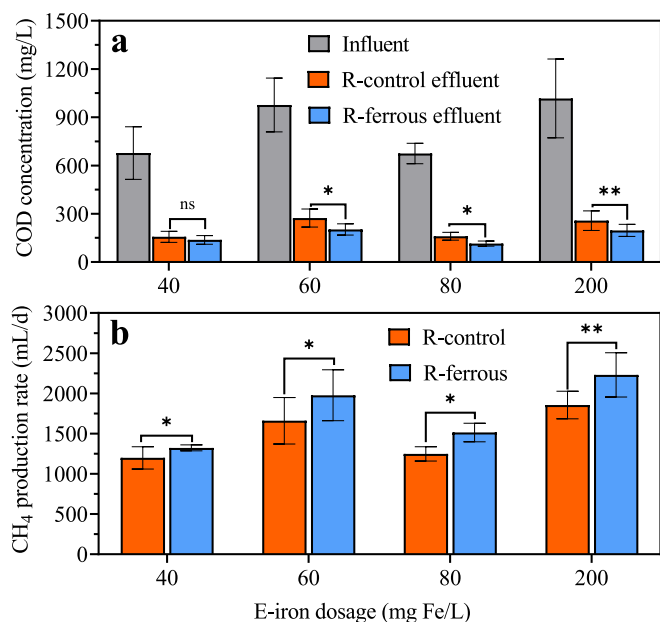 a
COD concentration (mg/L)
1500
1200
900
600
300
0
Influent
R-control effluent
R-ferrous effluent
ns
*
*
**
40 60 80 200
b
CH₄ production rate (mL/d)
3000
2500
2000
1500
1000
500
0
R-control
R-ferrous
*
*
*
**
40 60 80 200
E-iron dosage (mg Fe/L)